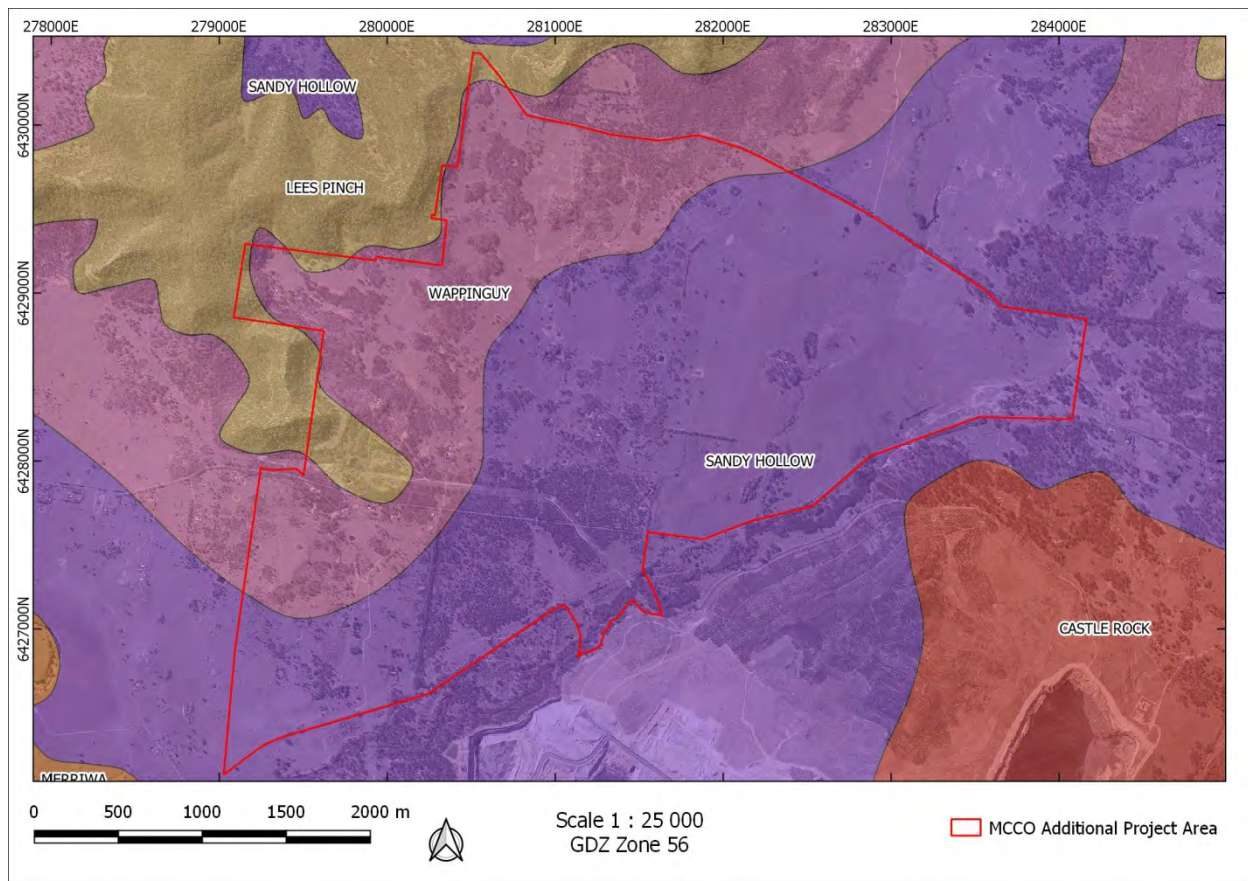 278000E 279000E 280000E 281000E 282000E 283000E 284000E
SANDY HOLLOW
6430000N
LEES PINCH
6429000N
WAPPINGUY
6428000N
SANDY HOLLOW
6427000N
CASTLE ROCK
MERRIWA
0 500 1000 1500 2000 m
Scale 1 : 25 000
GDZ Zone 56
MCCO Additional Project Area